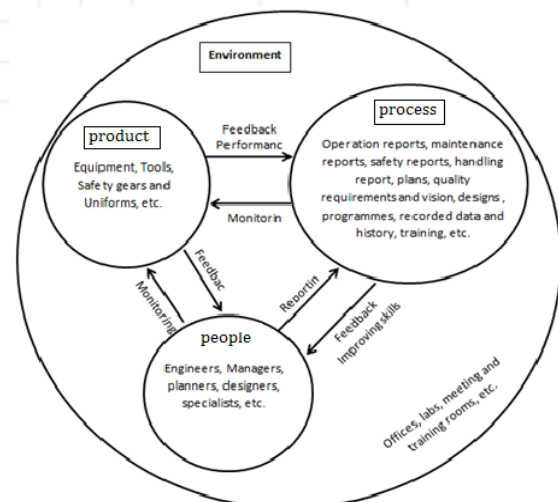 Environment
product
Equipment, Tools,
Safety gears and
Uniforms, etc.
Feedback
Performanc
Monitorin
process
Operation reports, maintenance
reports, safety reports, handling
report, plans, quality
requirements and vision, designs,
programmes, recorded data and
history, training, etc.
Feedbac
Monitoring
Reportin
Feedback
Improving skills
people
Engineers, Managers,
planners, designers,
specialists, etc.
Offices, labs, meeting and
training rooms, etc.